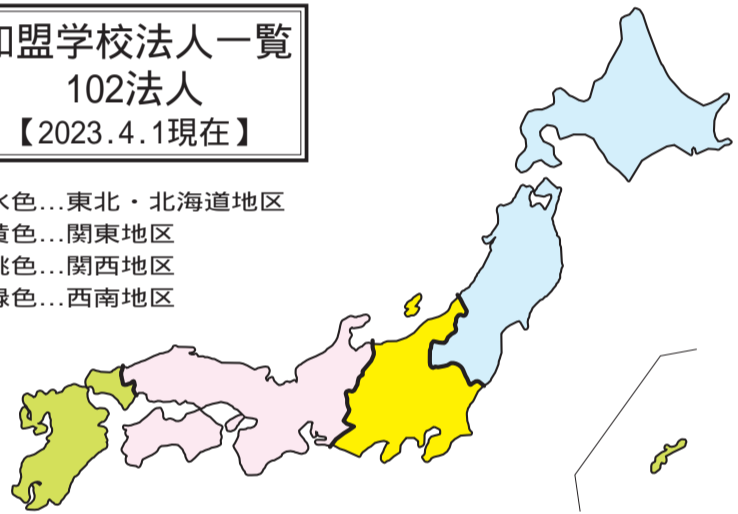 加盟学校法人一覧
102法人
【2023.4.1現在】
水色…東北・北海道地区
黄色…関東地区
桃色…関西地区
緑色…西南地区